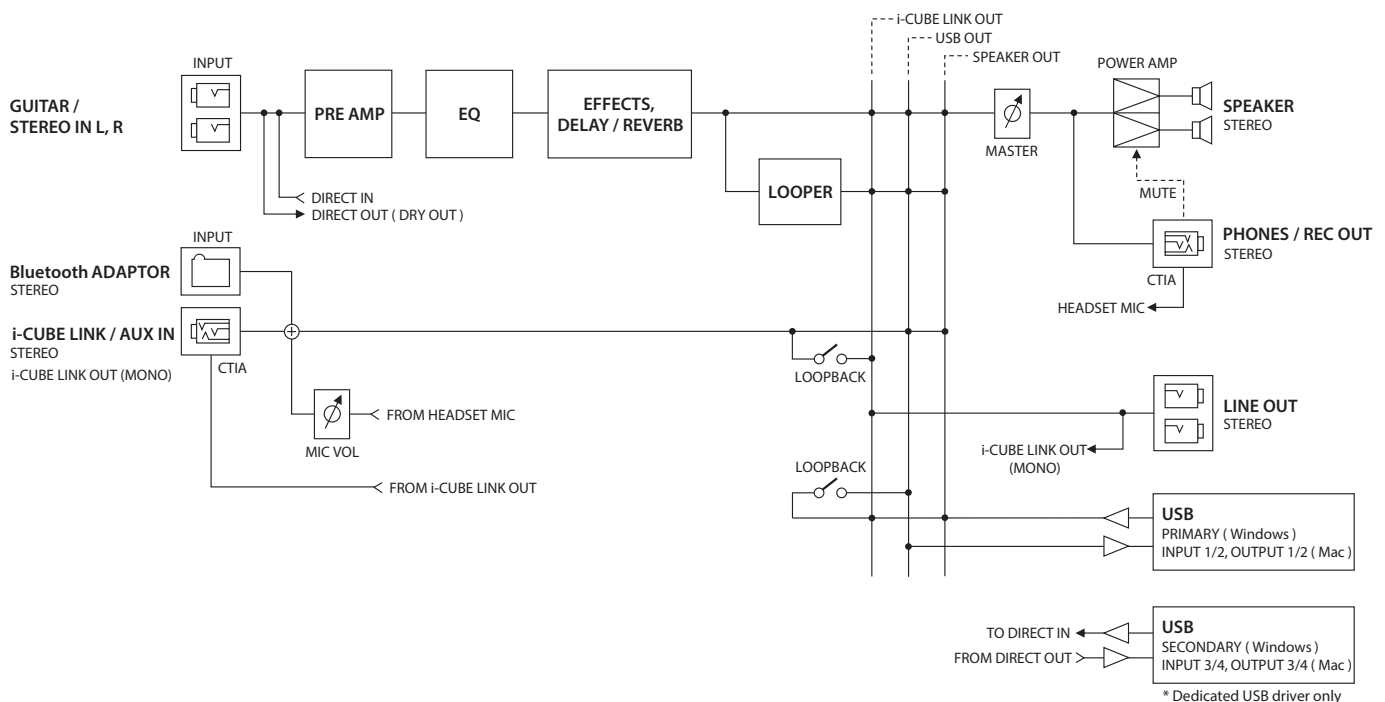 i-CUBE LINK OUT
USB OUT
SPEAKER OUT
INPUT
GUITAR /
STEREO IN L, R
PRE AMP
EQ
EFFECTS,
DELAY / REVERB
LOOPER
MASTER
POWER AMP
SPEAKER
STEREO
MUTE
DIRECT IN
DIRECT OUT ( DRY OUT )
PHONES / REC OUT
STEREO
CTIA
HEADSET MIC
INPUT
Bluetooth ADAPTOR
STEREO
i-CUBE LINK / AUX IN
STEREO
i-CUBE LINK OUT (MONO)
CTIA
LOOPBACK
FROM HEADSET MIC
MIC VOL
FROM i-CUBE LINK OUT
LINE OUT
STEREO
i-CUBE LINK OUT
(MONO)
LOOPBACK
USB
PRIMARY ( Windows )
INPUT 1/2, OUTPUT 1/2 ( Mac )
TO DIRECT IN
FROM DIRECT OUT
USB
SECONDARY ( Windows )
INPUT 3/4, OUTPUT 3/4 ( Mac )
* Dedicated USB driver only